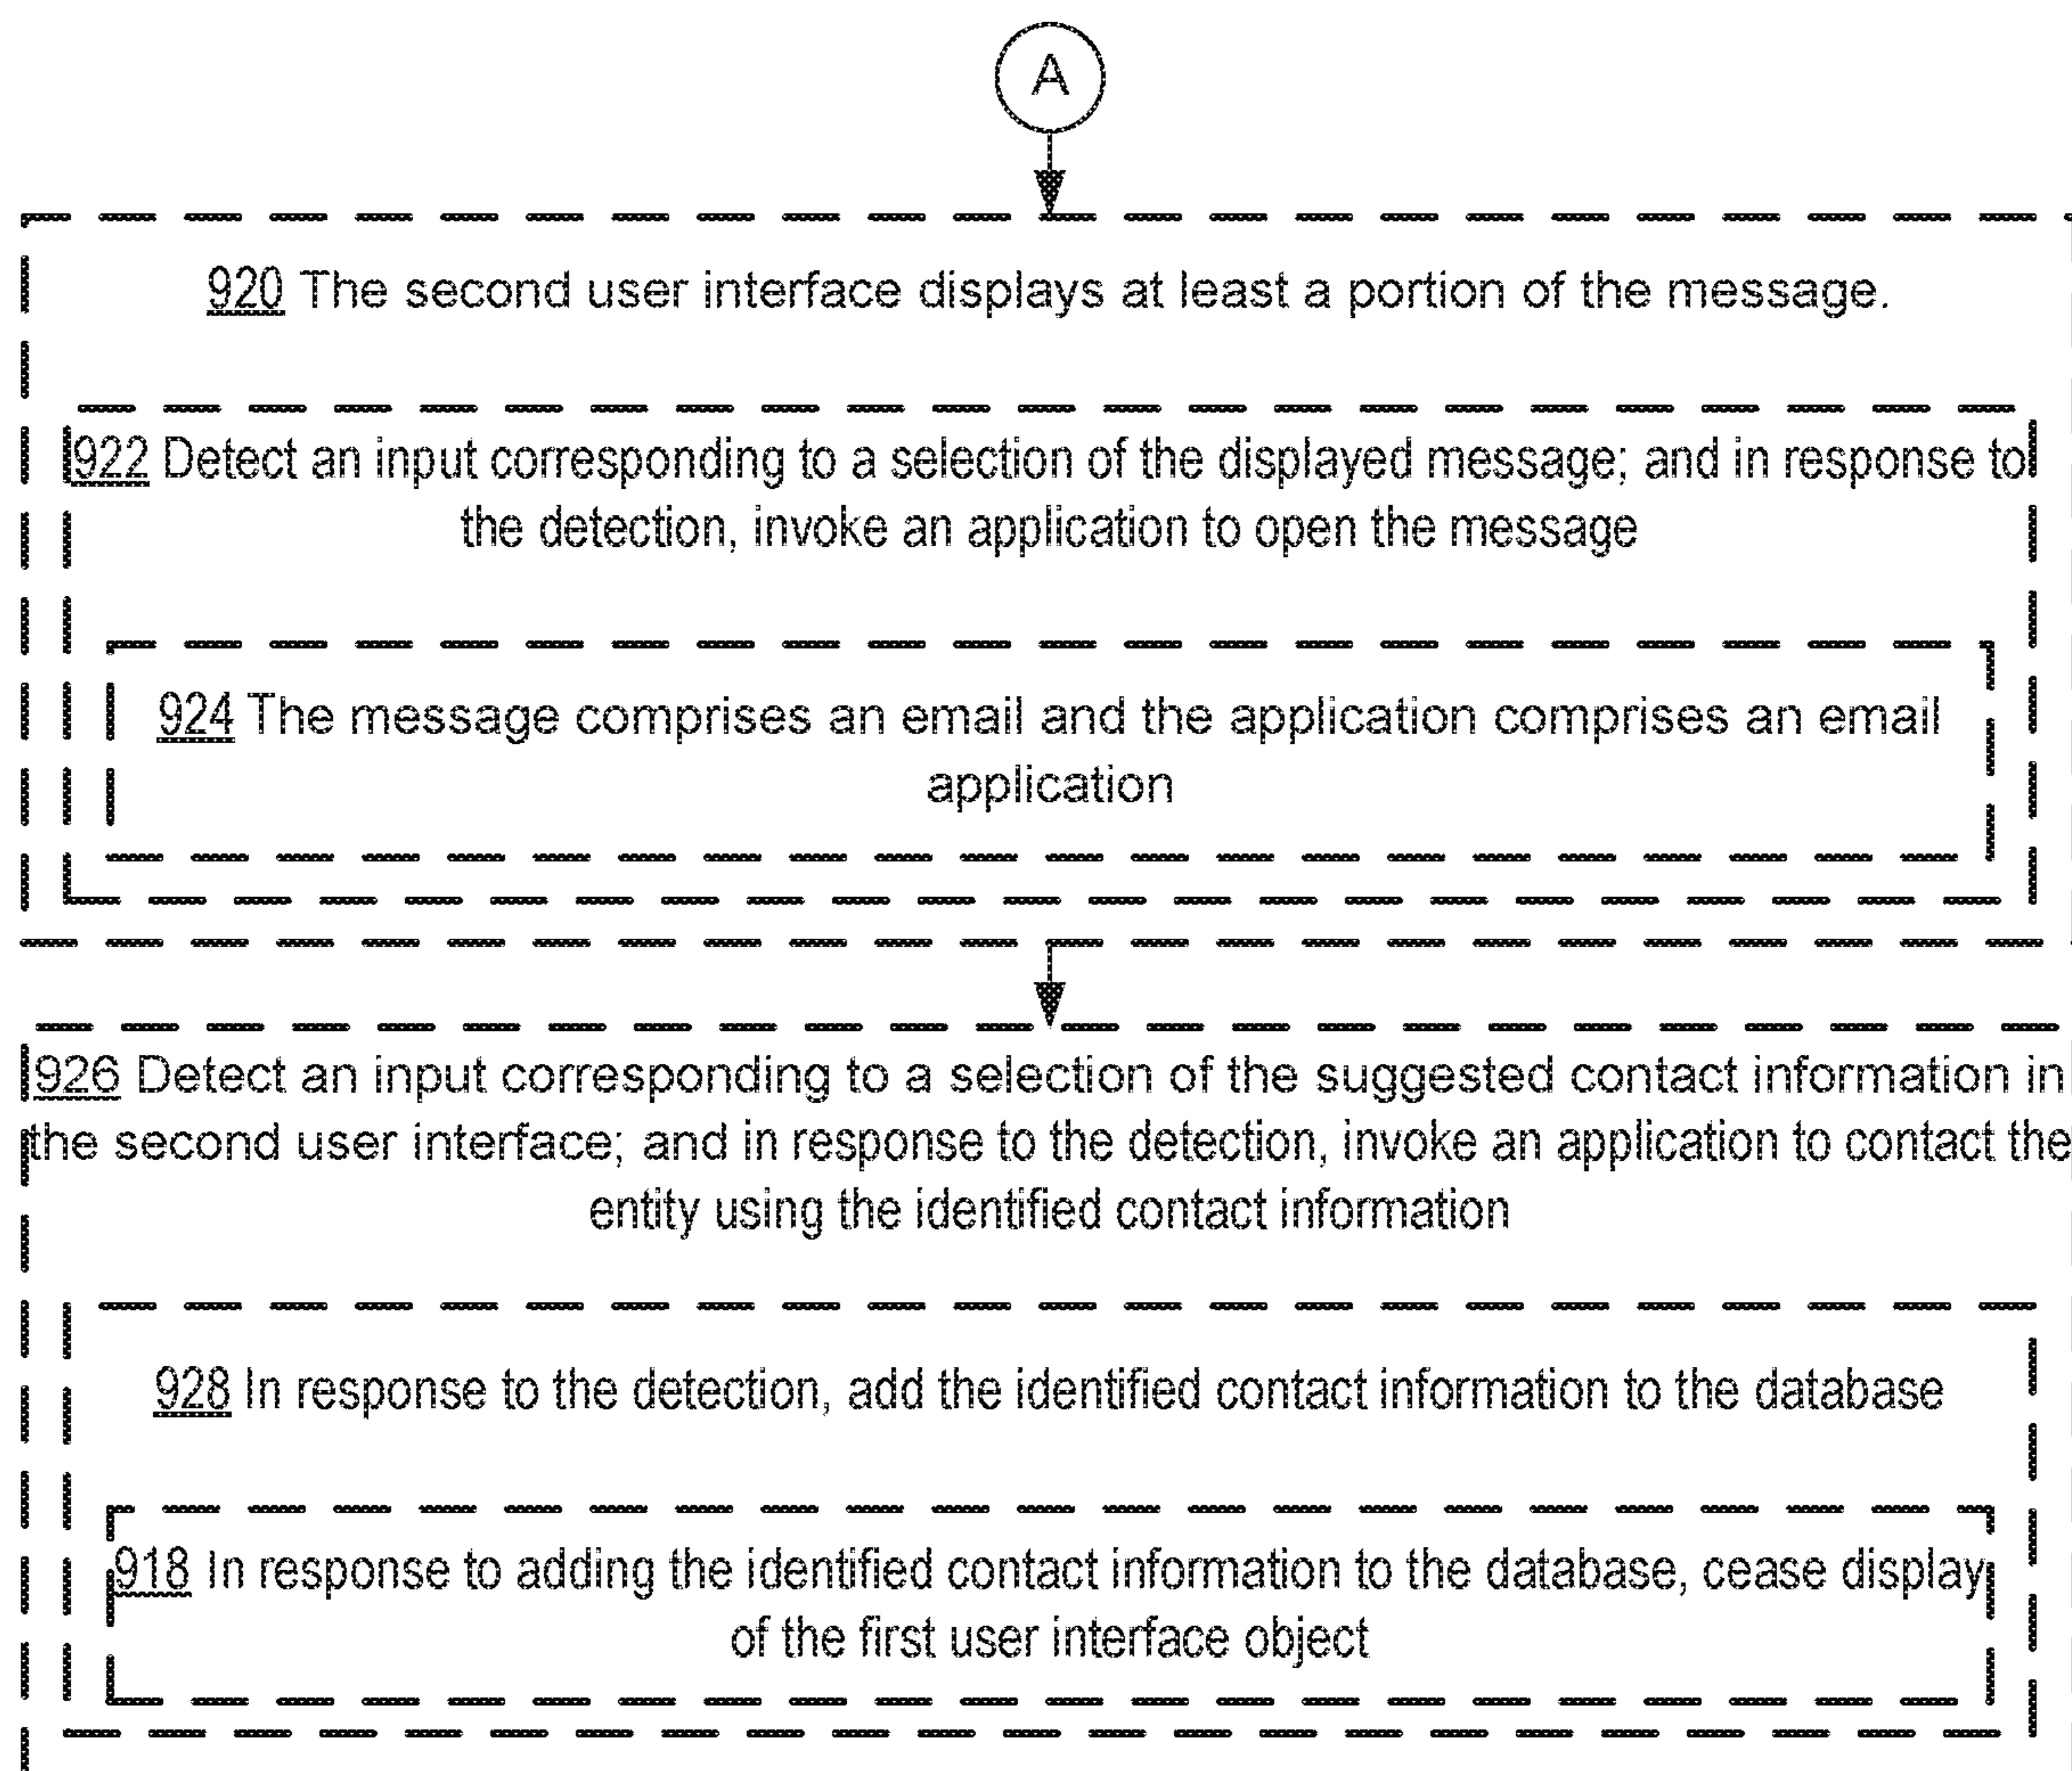 A
920 The second user interface displays at least a portion of the message.
922 Detect an input corresponding to a selection of the displayed message; and in response to
the detection, invoke an application to open the message
924 The message comprises an email and the application comprises an email
application
926 Detect an input corresponding to a selection of the suggested contact information in
the second user interface; and in response to the detection, invoke an application to contact the
entity using the identified contact information
928 In response to the detection, add the identified contact information to the database
918 In response to adding the identified contact information to the database, cease display
of the first user interface object